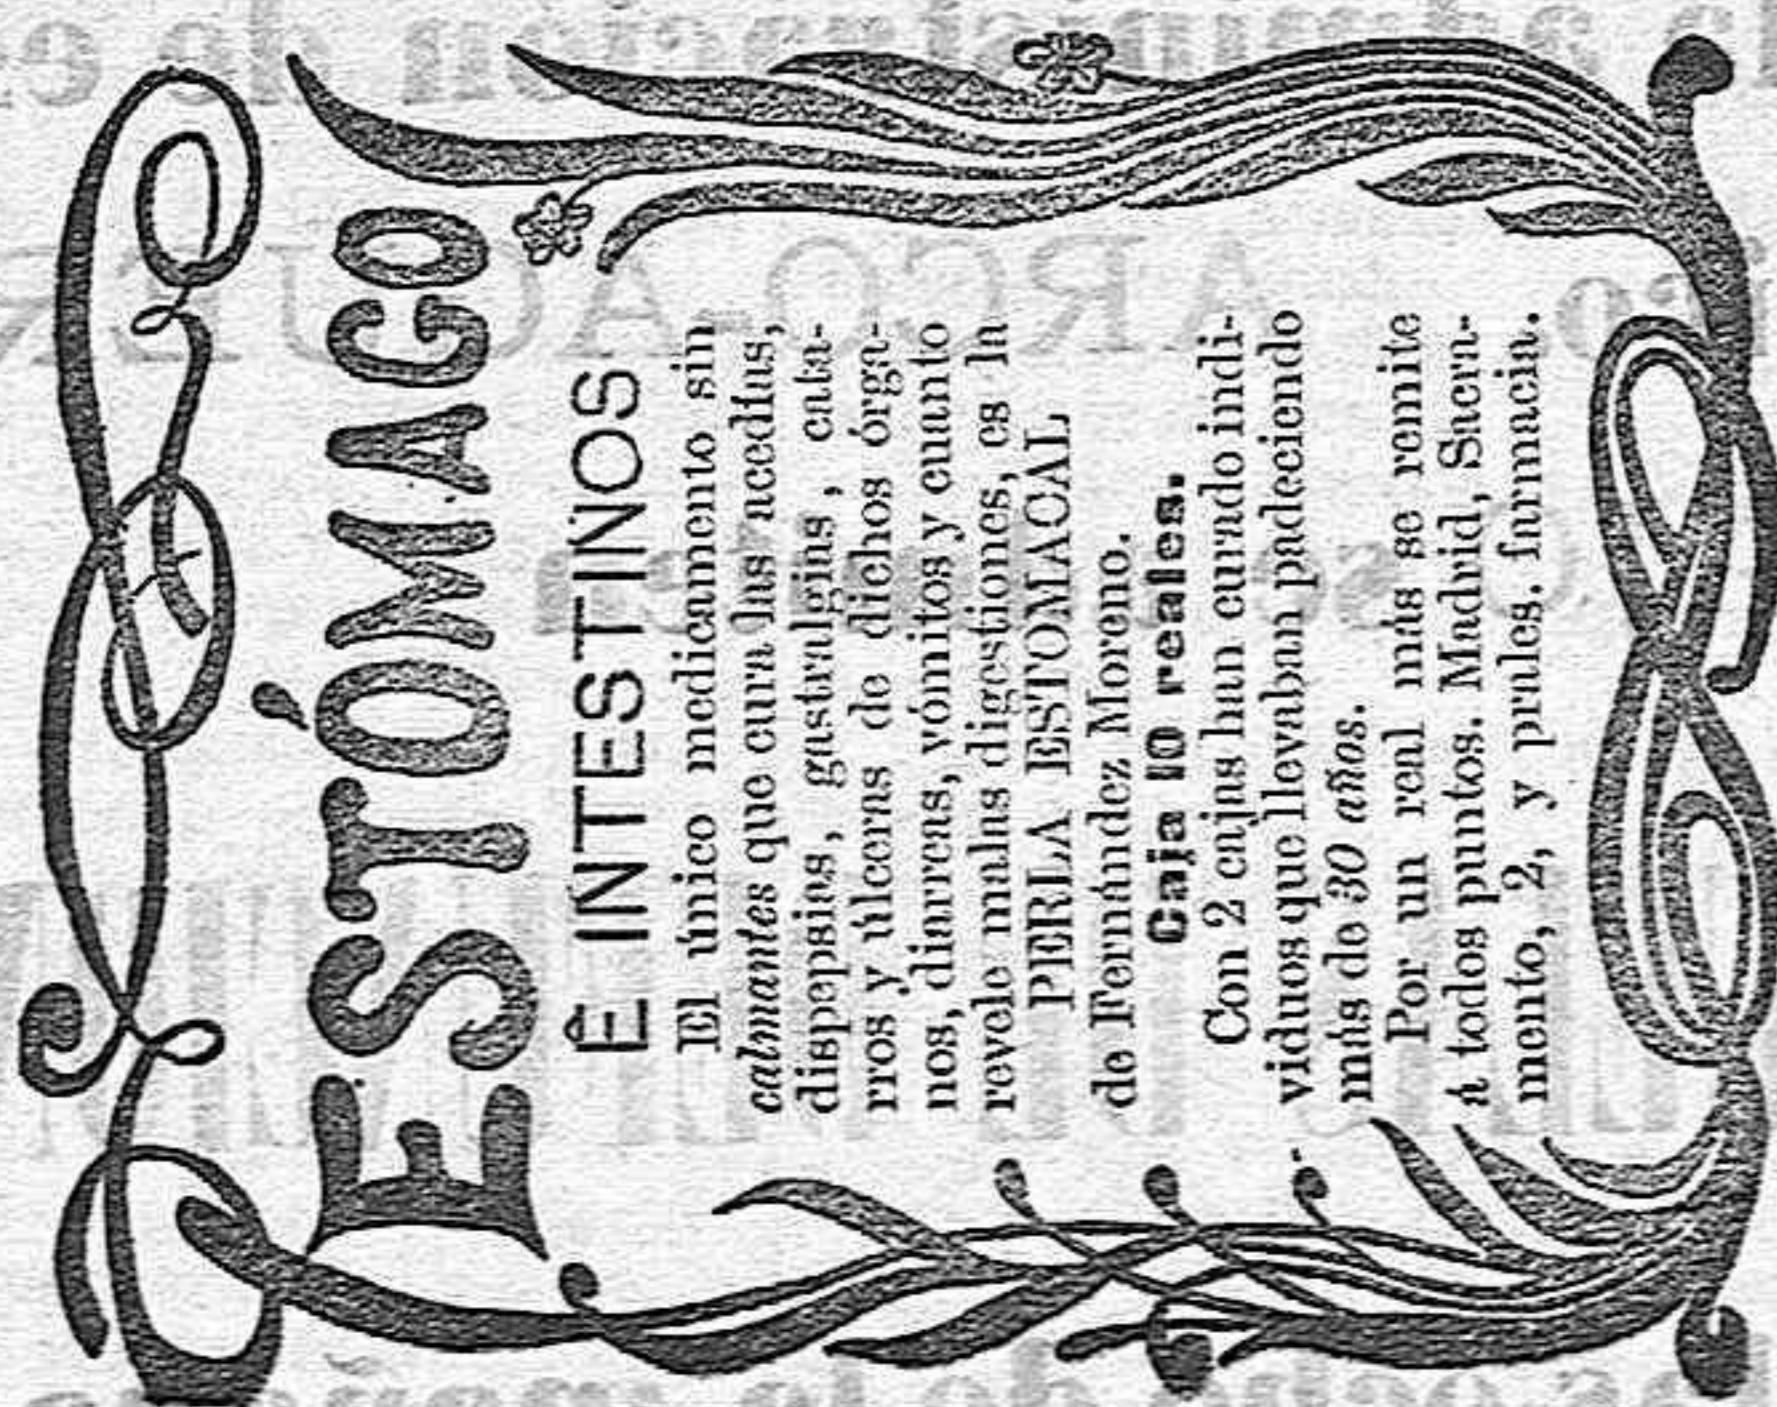 ESTÓMAGO
É INTESTINOS
El único medicamento sin
calmantes que cura las acedías,
dispepsias, gastralgias, cata-
rros y úlceras de dichos órga-
nos, diarreas, vómitos y cuanto
revele malas digestiones, es la
PERLA ESTOMACAL
de Fernández Moreno.
Caja 10 reales.
Con 2 cajas han curado indi-
viduos que llevaban padeciendo
más de 30 años.
Por un real más se remite
á todos puntos. Madrid, Sacra-
mento, 2, y prales. farmacia.